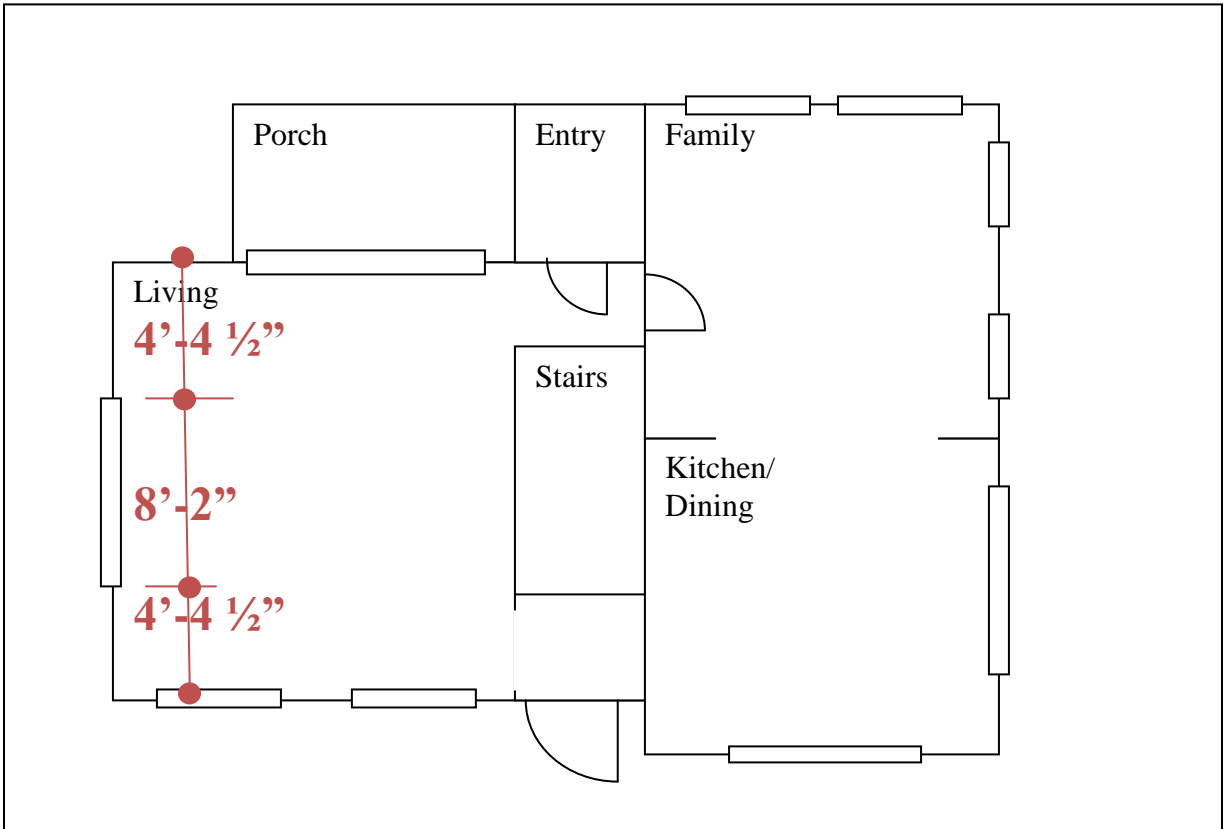 Porch
Entry
Family
Living
4’-4 ½”
Stairs
Kitchen/
Dining
8’-2”
4’-4 ½”